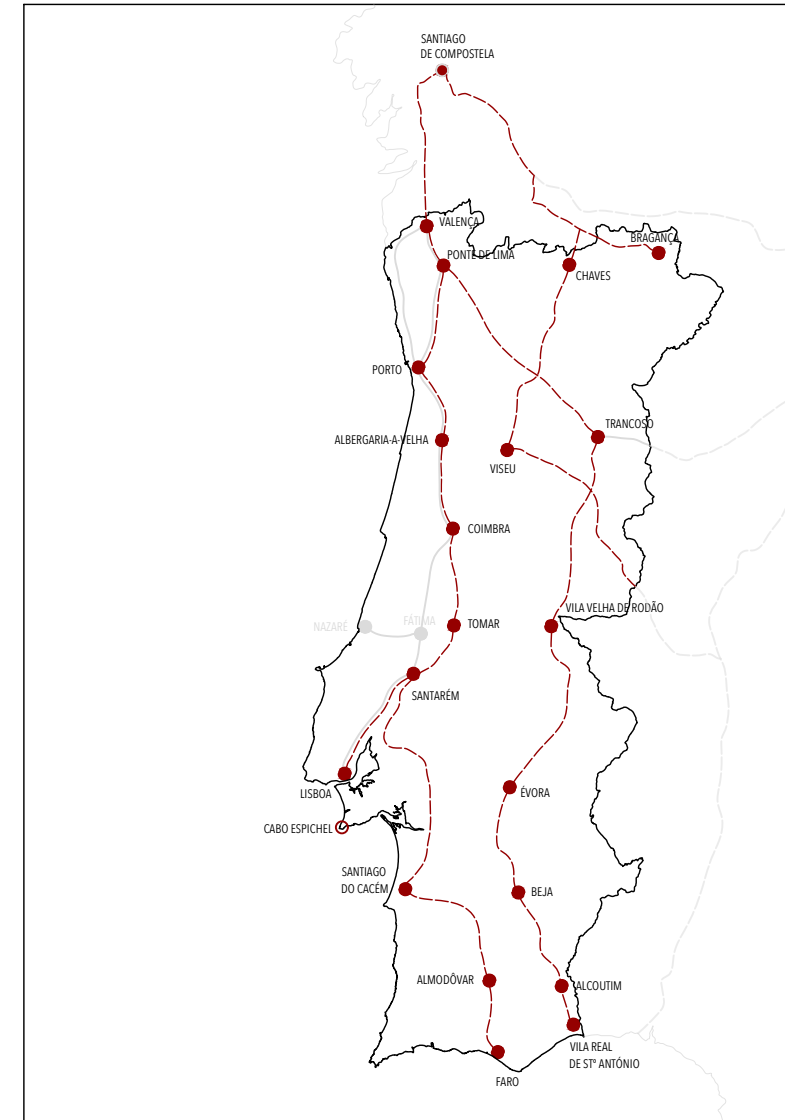 SANTIAGO
DE COMPOSTELA
VALENÇA
BRAGANÇA
PONTE DE LIMA
CHAVES
PORTO
TRANCOSO
ALBERGARIA-A-VELHA
VISEU
COIMBRA
VILA VELHA DE RODÃO
FÁTIMA
NAZARÉ
TOMAR
SANTARÉM
LISBOA
ÉVORA
CABO ESPICHEL
SANTIAGO
DO CACÉM
BEJA
ALMODÔVAR
ALCOUTIM
VILA REAL
DE STº ANTÓNIO
FARO